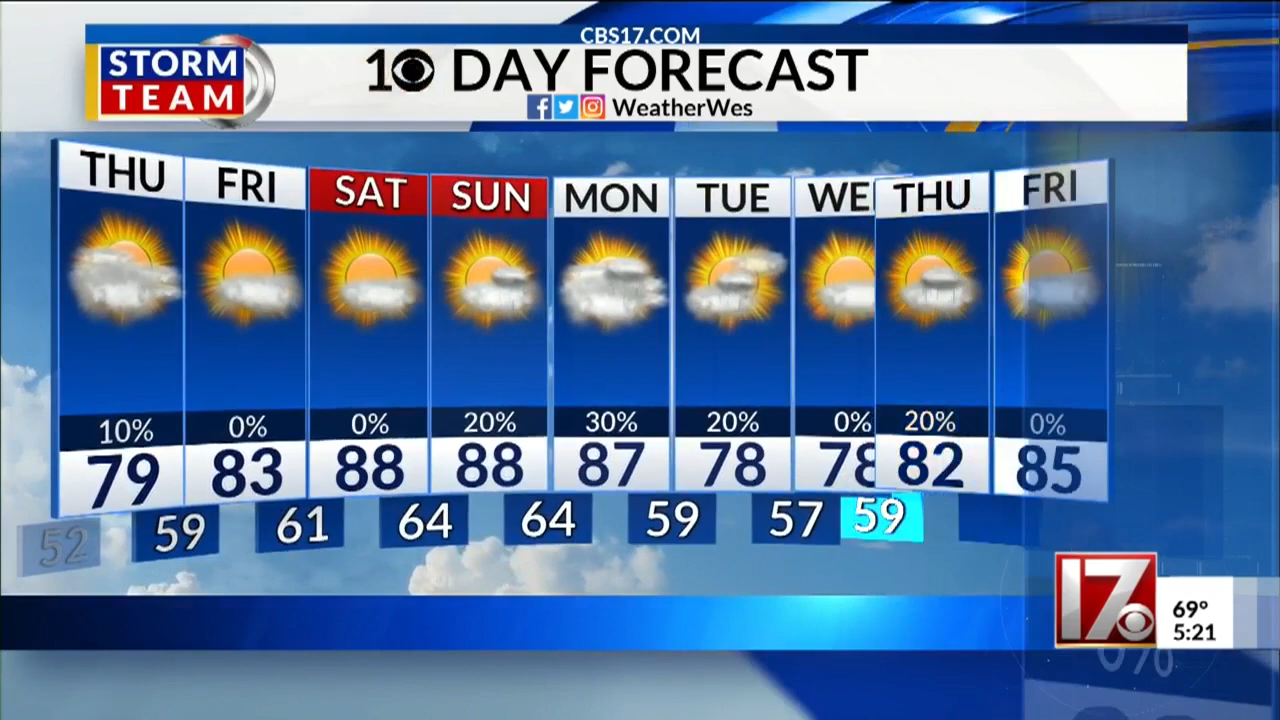 CBS17.COM
STORM TEAM
10 DAY FORECAST
WeatherWes
THU FRI SAT SUN MON TUE WE THU FRI
10% 0% 0% 20% 30% 20% 0% 20% 0%
79 83 88 88 87 78 78 82 85
52 59 61 64 64 59 57 59
17
69°
5:21